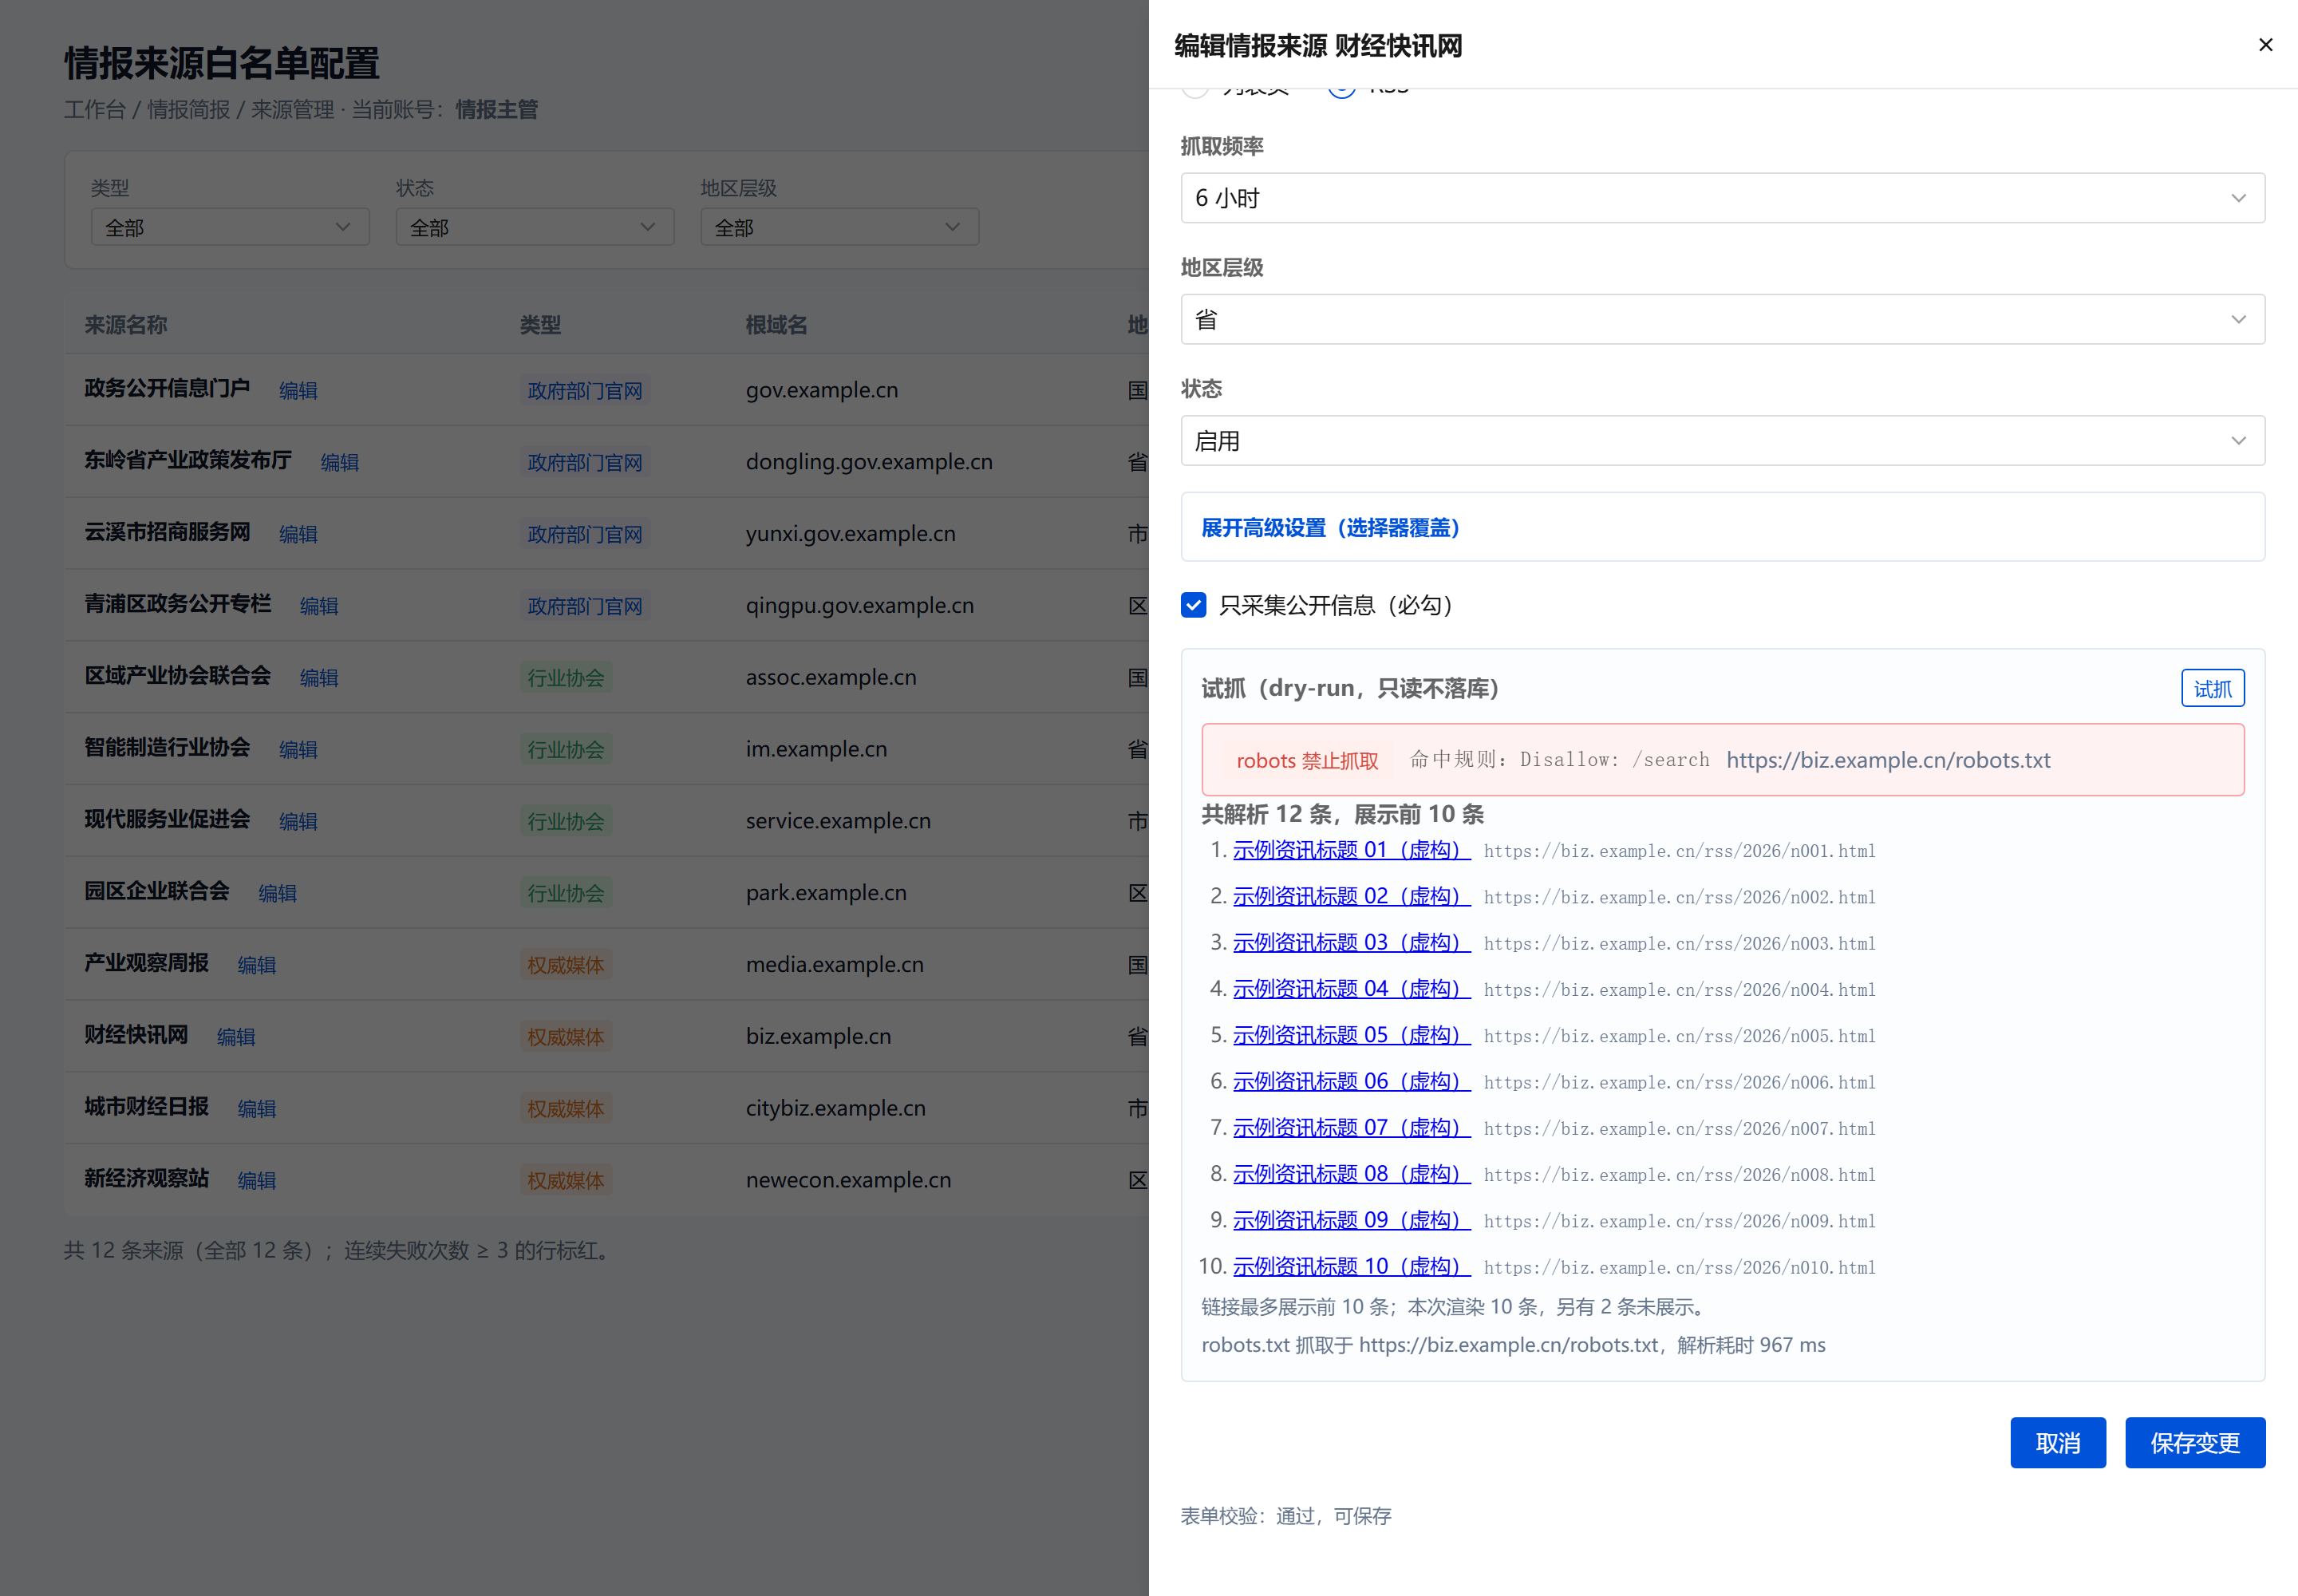 情报来源白名单配置
工作台 / 情报简报 / 来源管理 · 当前账号：情报主管
类型
状态
地区层级
全部
全部
全部
来源名称
类型
根域名
地
政务公开信息门户 编辑 政府部门官网 gov.example.cn 国
东岭省产业政策发布厅 编辑 政府部门官网 dongling.gov.example.cn 省
云溪市招商服务网 编辑 政府部门官网 yunxi.gov.example.cn 市
青浦区政务公开专栏 编辑 政府部门官网 qingpu.gov.example.cn 区
区域产业协会联合会 编辑 行业协会 assoc.example.cn 国
智能制造行业协会 编辑 行业协会 im.example.cn 省
现代服务业促进会 编辑 行业协会 service.example.cn 市
园区企业联合会 编辑 行业协会 park.example.cn 区
产业观察周报 编辑 权威媒体 media.example.cn 国
财经快讯网 编辑 权威媒体 biz.example.cn 省
城市财经日报 编辑 权威媒体 citybiz.example.cn 市
新经济观察站 编辑 权威媒体 newecon.example.cn 区
共 12 条来源（全部 12 条）；连续失败次数 ≥ 3 的行标红。
编辑情报来源 财经快讯网
列表页 RSS
抓取频率
6 小时
地区层级
省
状态
启用
展开高级设置（选择器覆盖）
只采集公开信息（必勾）
试抓（dry-run，只读不落库）
试抓
robots 禁止抓取 命中规则：Disallow: /search https://biz.example.cn/robots.txt
共解析 12 条，展示前 10 条
1. 示例资讯标题 01（虚构） https://biz.example.cn/rss/2026/n001.html
2. 示例资讯标题 02（虚构） https://biz.example.cn/rss/2026/n002.html
3. 示例资讯标题 03（虚构） https://biz.example.cn/rss/2026/n003.html
4. 示例资讯标题 04（虚构） https://biz.example.cn/rss/2026/n004.html
5. 示例资讯标题 05（虚构） https://biz.example.cn/rss/2026/n005.html
6. 示例资讯标题 06（虚构） https://biz.example.cn/rss/2026/n006.html
7. 示例资讯标题 07（虚构） https://biz.example.cn/rss/2026/n007.html
8. 示例资讯标题 08（虚构） https://biz.example.cn/rss/2026/n008.html
9. 示例资讯标题 09（虚构） https://biz.example.cn/rss/2026/n009.html
10. 示例资讯标题 10（虚构） https://biz.example.cn/rss/2026/n010.html
链接最多展示前 10 条；本次渲染 10 条，另有 2 条未展示。
robots.txt 抓取于 https://biz.example.cn/robots.txt，解析耗时 967 ms
取消
保存变更
表单校验：通过，可保存